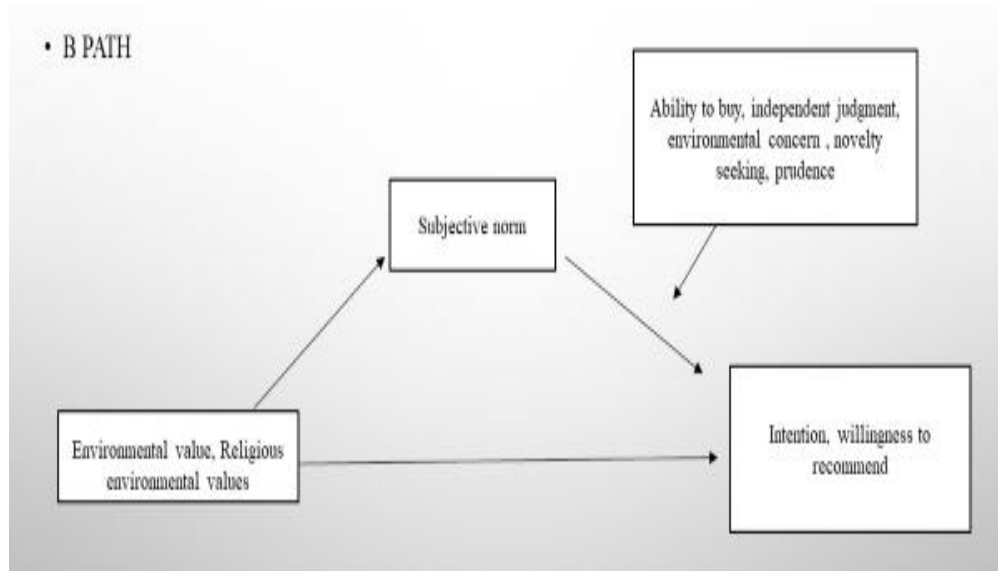 • B PATH
Ability to buy, independent judgment,
environmental concern , novelty
seeking, prudence
Subjective norm
Environmental value, Religious
environmental values
Intention, willingness to
recommend